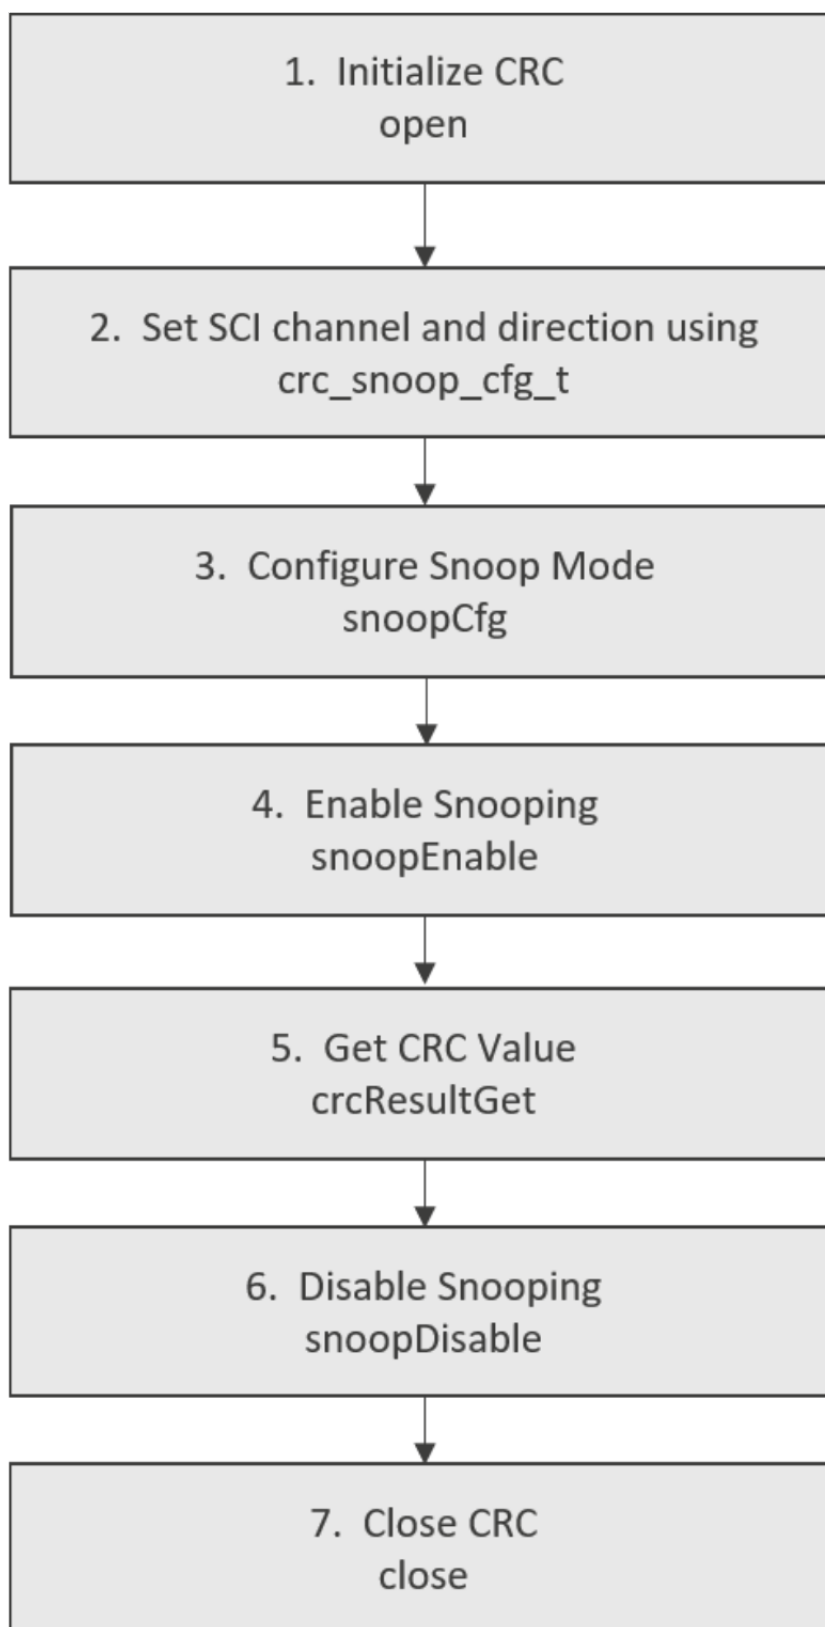 1. Initialize CRC
open
2. Set SCI channel and direction using
crc_snoop_cfg_t
3. Configure Snoop Mode
snoopCfg
4. Enable Snooping
snoopEnable
5. Get CRC Value
crcResultGet
6. Disable Snooping
snoopDisable
7. Close CRC
close